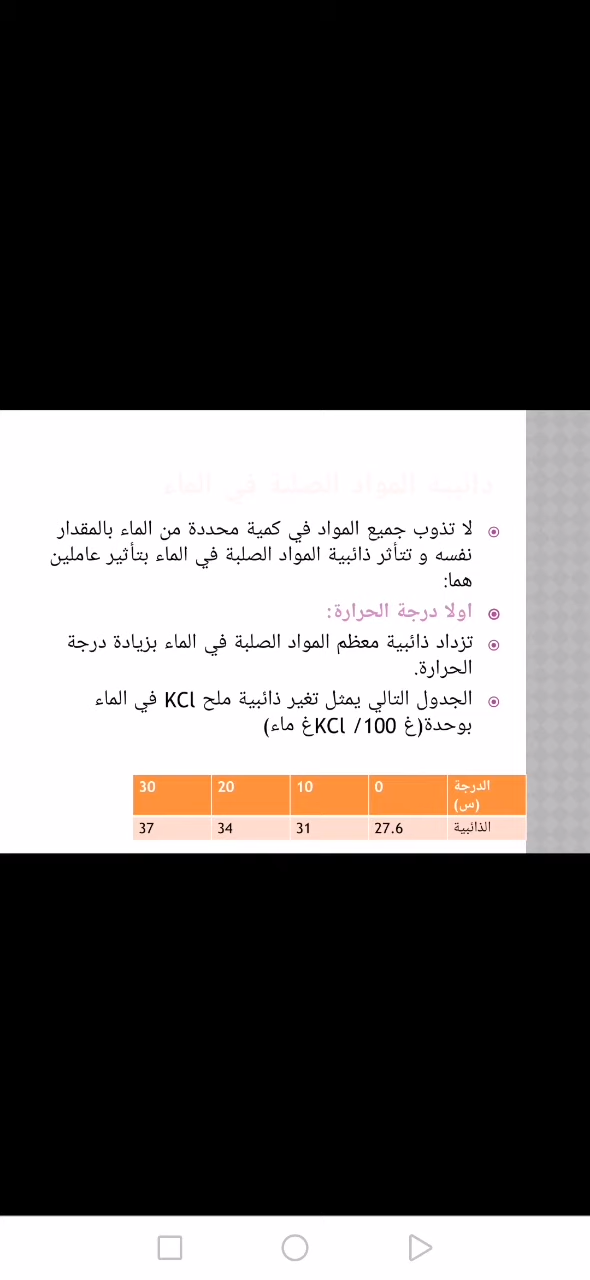 ذائبية المواد الصلبة في الماء
لا تذوب جميع المواد في كمية محددة من الماء بالمقدار
نفسه و تتأثر ذائبية المواد الصلبة في الماء بتأثير عاملين
هما:
اولا درجة الحرارة:
تزداد ذائبية معظم المواد الصلبة في الماء بزيادة درجة
الحرارة.
الجدول التالي يمثل تغير ذائبية ملح KCl في الماء
بوحدة(غ KCl /100غ ماء)
الدرجة (س) 0 10 20 30
الذائبية 27.6 31 34 37